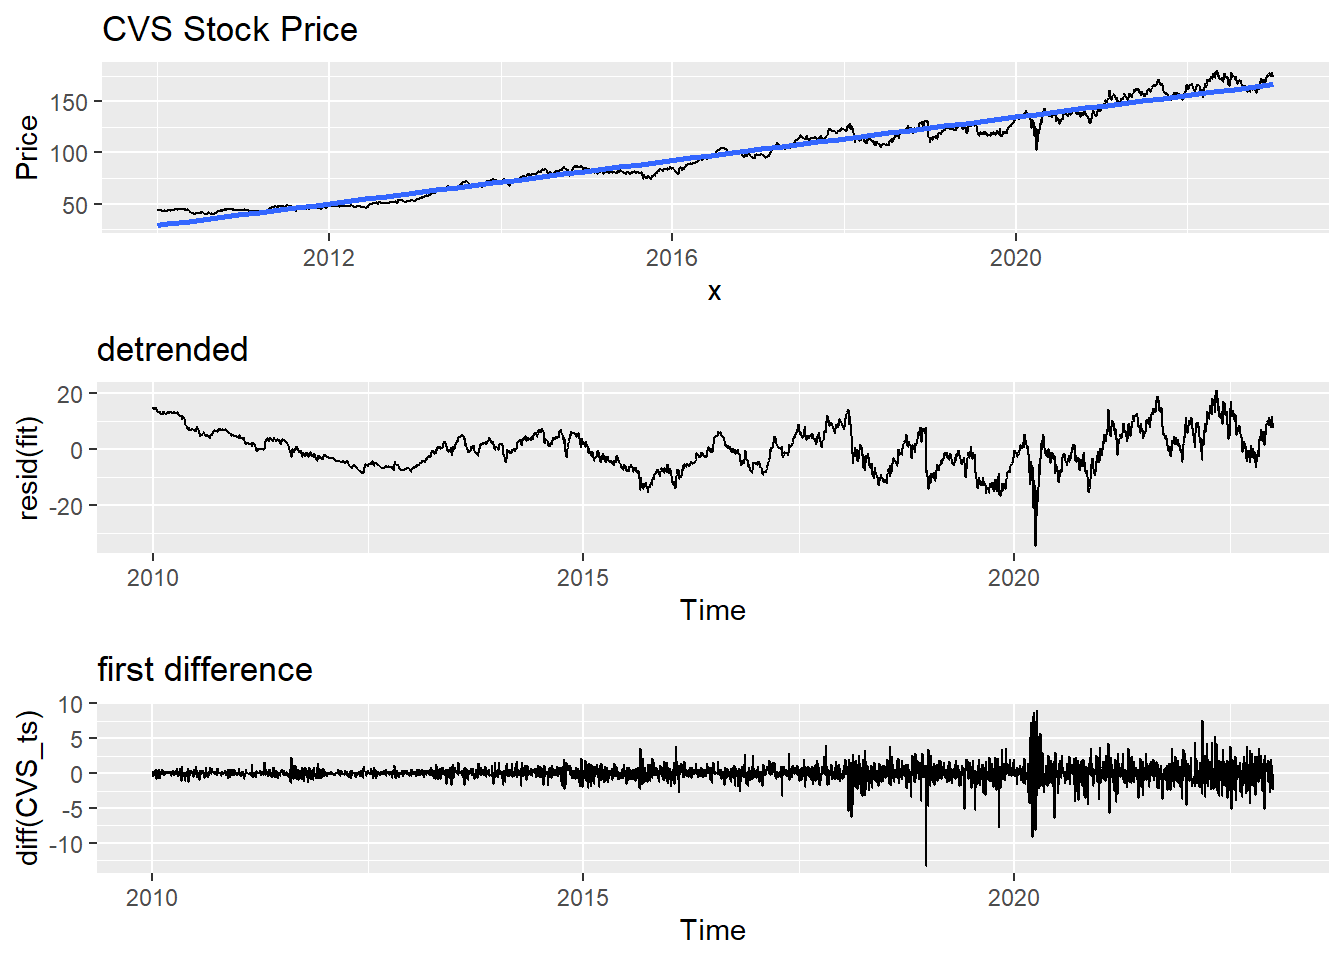 CVS Stock Price
Price
150
100
50
2012 2016 2020
x
detrended
resid(fit)
20
0
-20
2010 2015 2020
Time
first difference
diff(CVS_ts)
10
5
0
-5
-10
2010 2015 2020
Time